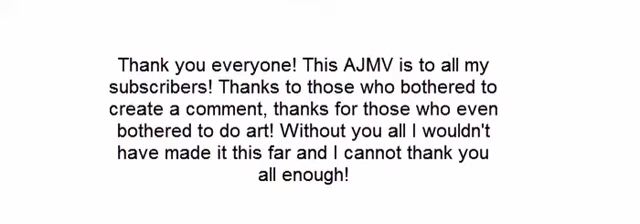 Thank you everyone! This AJMV is to all my
subscribers! Thanks to those who bothered to
create a comment, thanks for those who even
bothered to do art! Without you all I wouldn't
have made it this far and I cannot thank you
all enough!